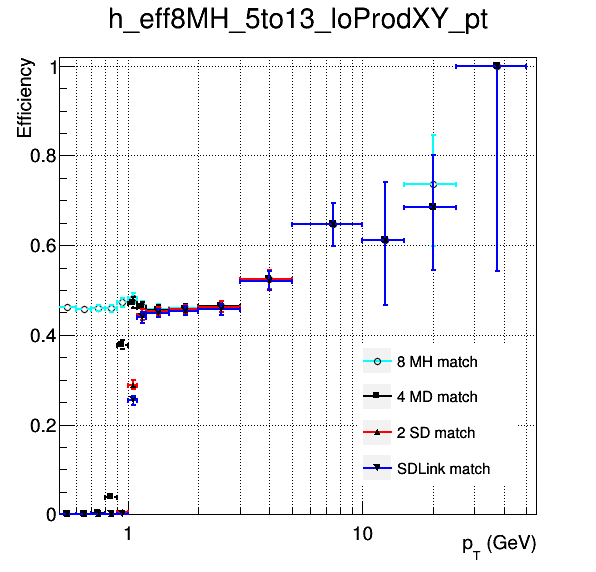 h_eff8MH_5to13_loProdXY_pt
Efficiency
1
0.8
0.6
0.4
0.2
0
8 MH match
4 MD match
2 SD match
SDLink match
1
10
p_T (GeV)